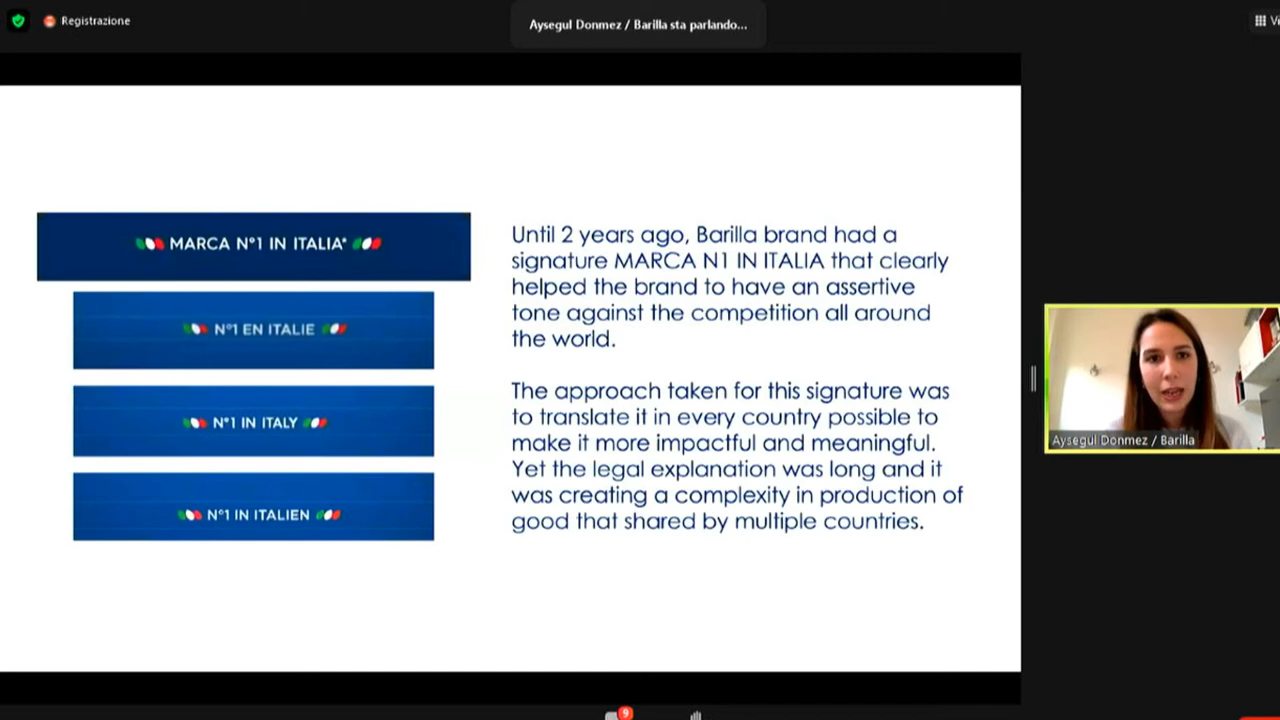 Registrazione
Aysegul Donmez / Barilla sta parlando...
MARCA N°1 IN ITALIA*
N°1 EN ITALIE
N°1 IN ITALY
N°1 IN ITALIEN
Until 2 years ago, Barilla brand had a
signature MARCA N1 IN ITALIA that clearly
helped the brand to have an assertive
tone against the competition all around
the world.
The approach taken for this signature was
to translate it in every country possible to
make it more impactful and meaningful.
Yet the legal explanation was long and it
was creating a complexity in production of
good that shared by multiple countries.
Aysegul Donmez / Barilla
9